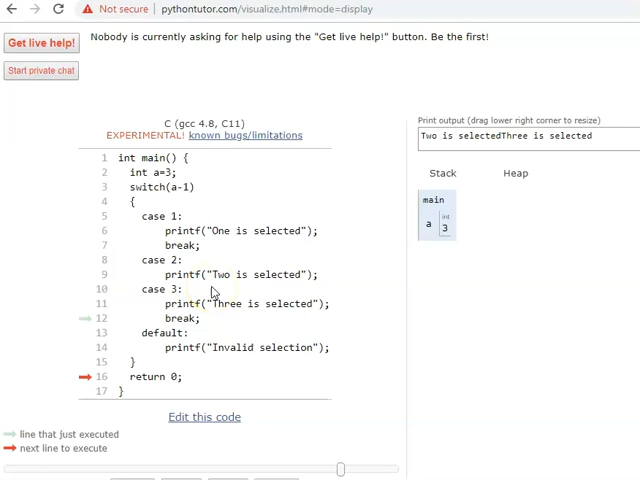 Not secure | pythontutor.com/visualize.html#mode=display
Get live help!
Nobody is currently asking for help using the "Get live help!" button. Be the first!
Start private chat
C (gcc 4.8, C11)
EXPERIMENTAL! known bugs/limitations
1 int main() {
2 int a=3;
3 switch(a-1)
4 {
5 case 1:
6 printf("One is selected");
7 break;
8 case 2:
9 printf("Two is selected");
10 case 3:
11 printf("Three is selected");
12 break;
13 default:
14 printf("Invalid selection");
15 }
16 return 0;
17 }
Edit this code
line that just executed
next line to execute
Print output (drag lower right corner to resize)
Two is selectedThree is selected
Stack Heap
main
a int 3